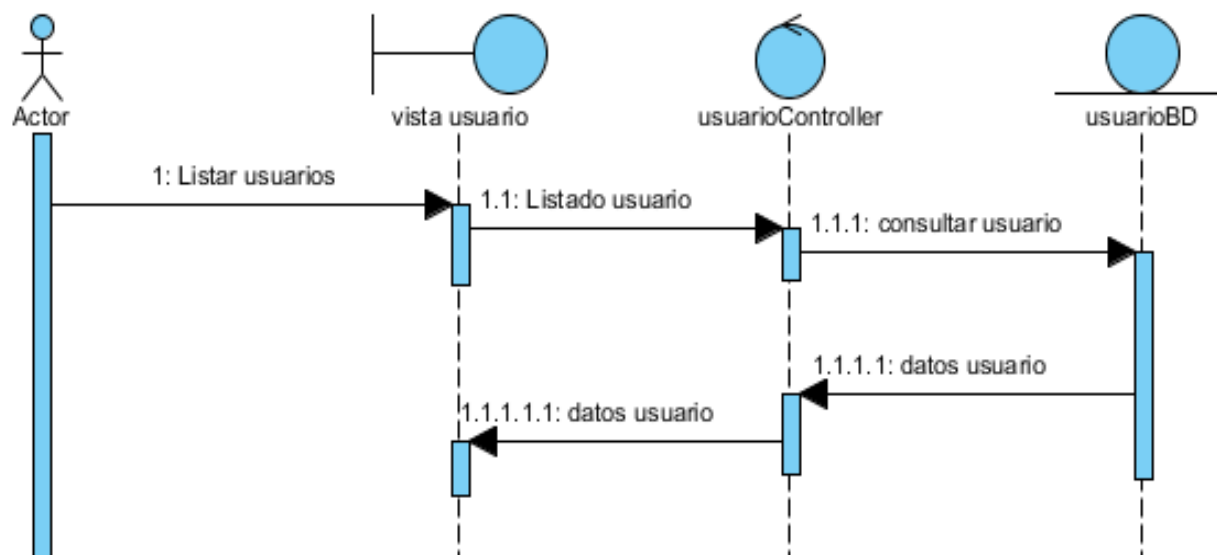 Actor
vista usuario
usuarioController
usuarioBD
1: Listar usuarios
1.1: Listado usuario
1.1.1: consultar usuario
1.1.1.1: datos usuario
1.1.1.1.1: datos usuario